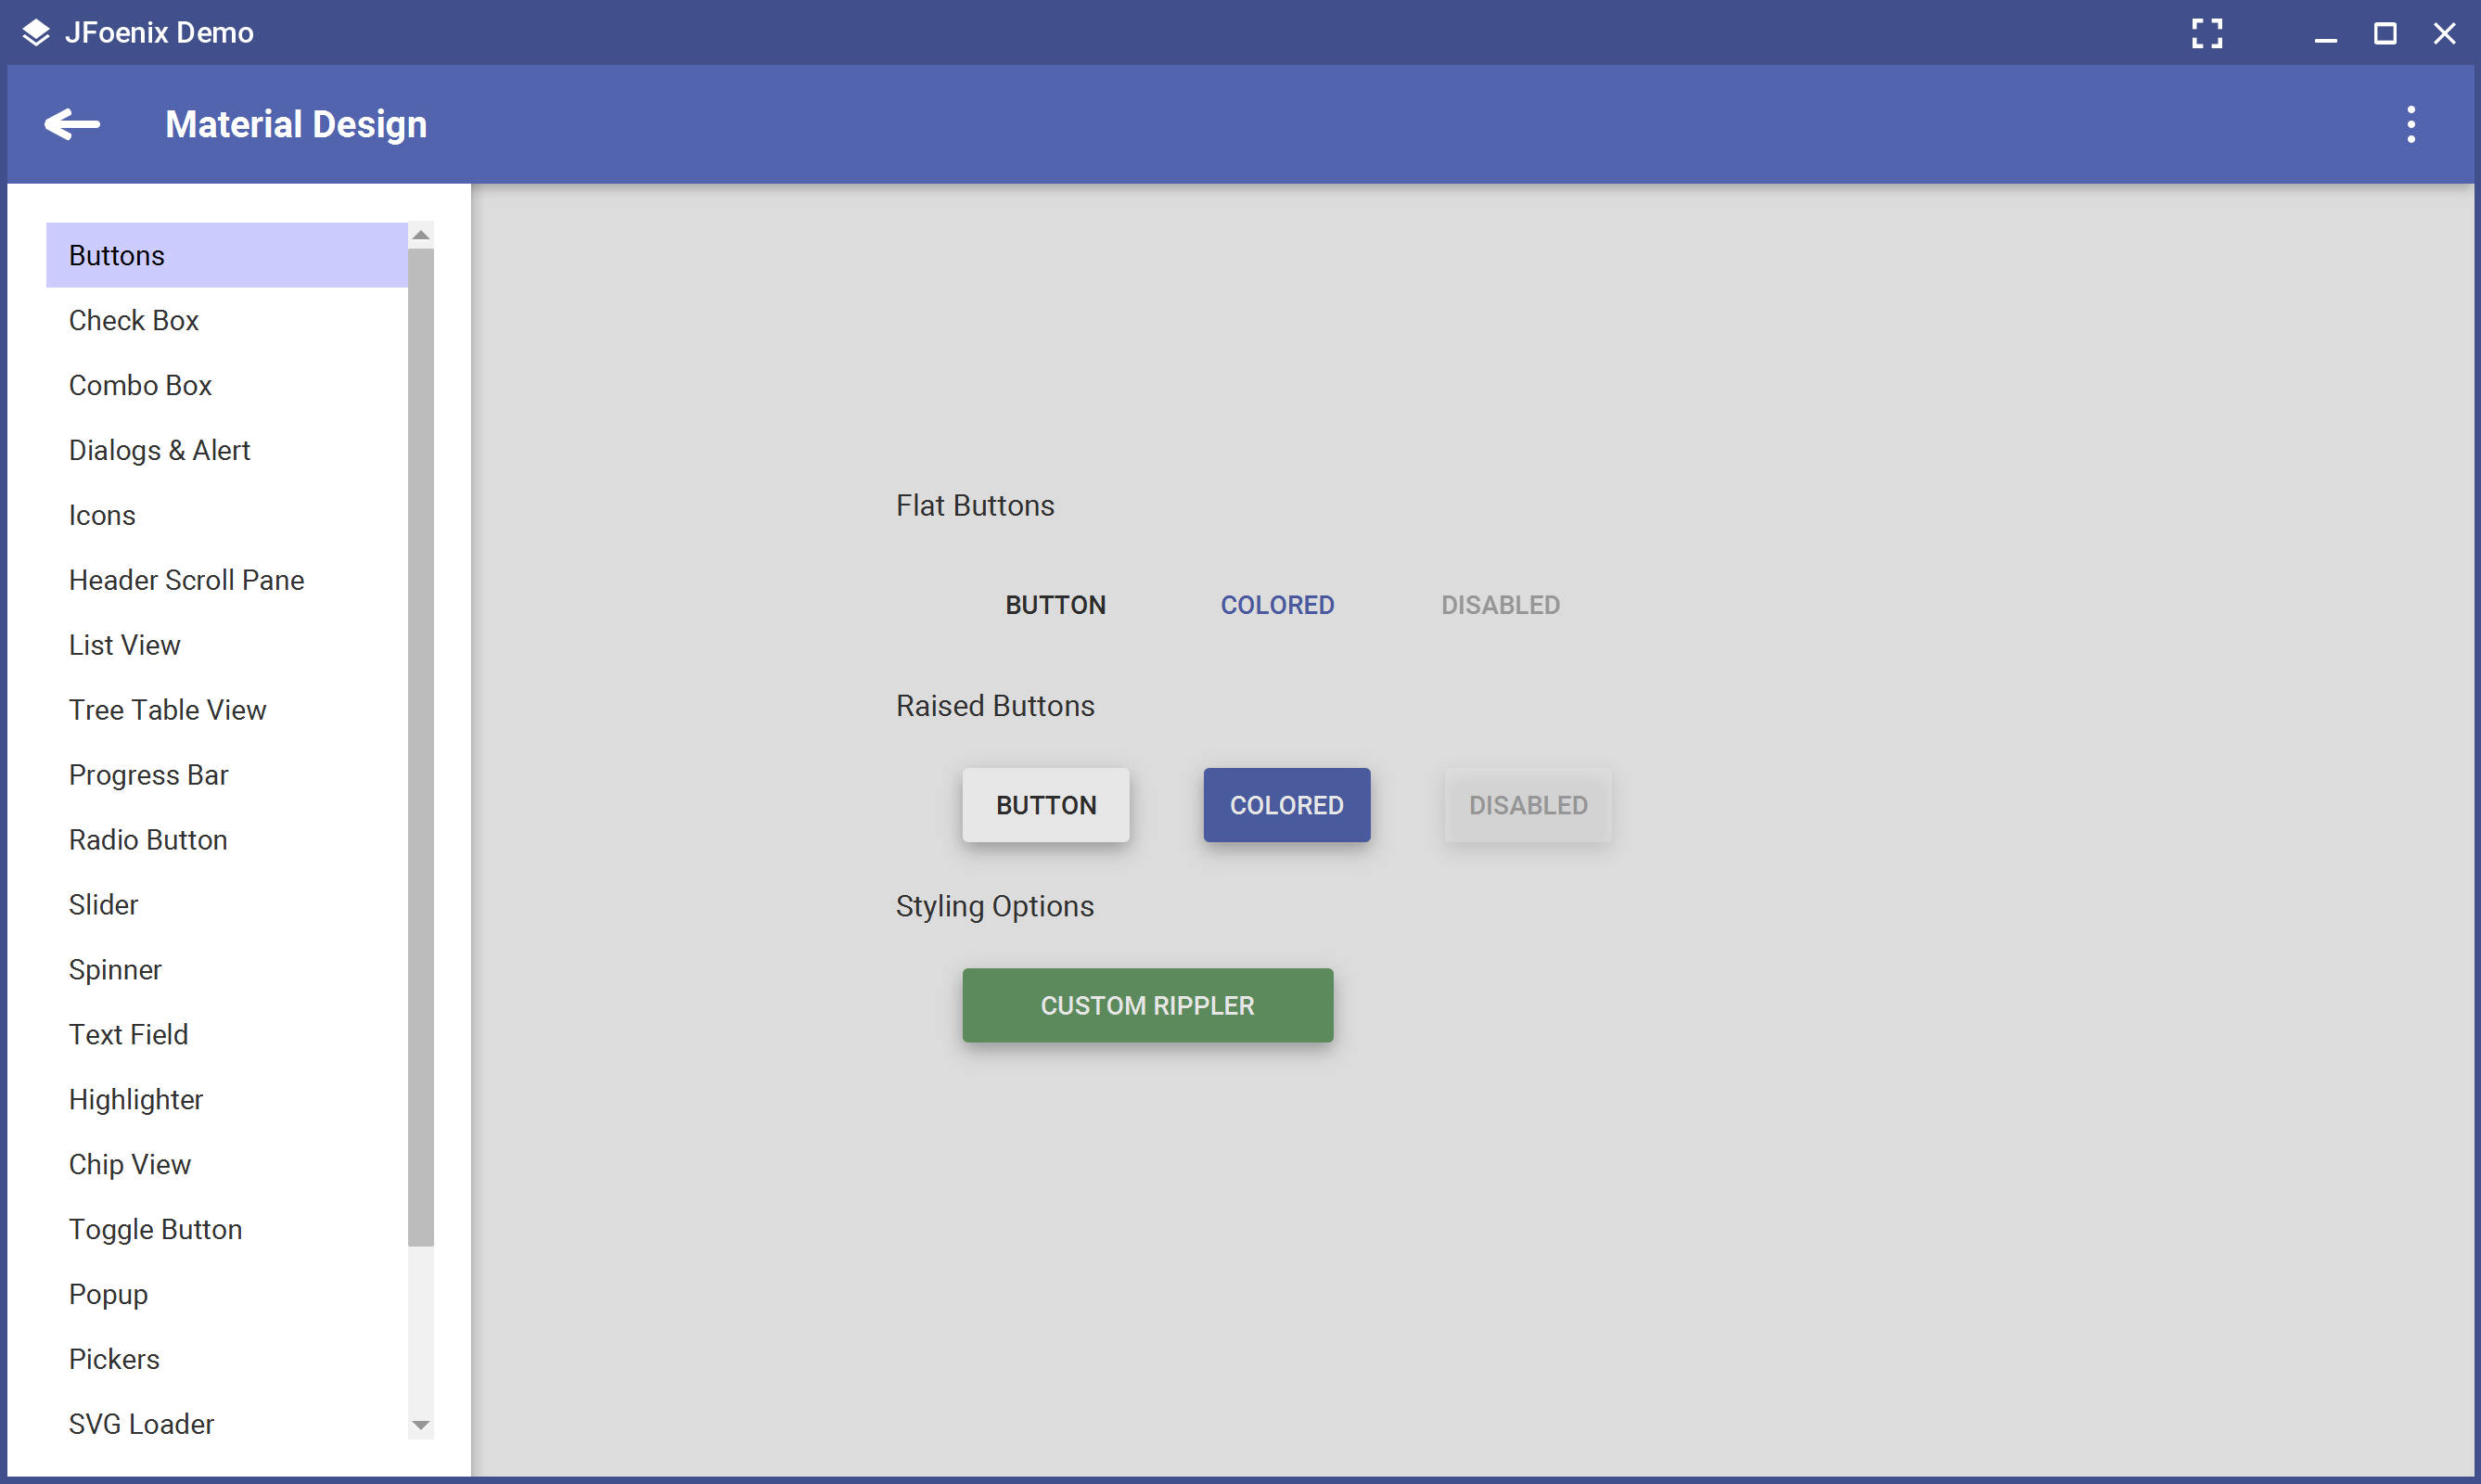 JFoenix Demo
Material Design
Buttons
Check Box
Combo Box
Dialogs & Alert
Icons
Header Scroll Pane
List View
Tree Table View
Progress Bar
Radio Button
Slider
Spinner
Text Field
Highlighter
Chip View
Toggle Button
Popup
Pickers
SVG Loader
Flat Buttons
BUTTON COLORED DISABLED
Raised Buttons
BUTTON COLORED DISABLED
Styling Options
CUSTOM RIPPLER